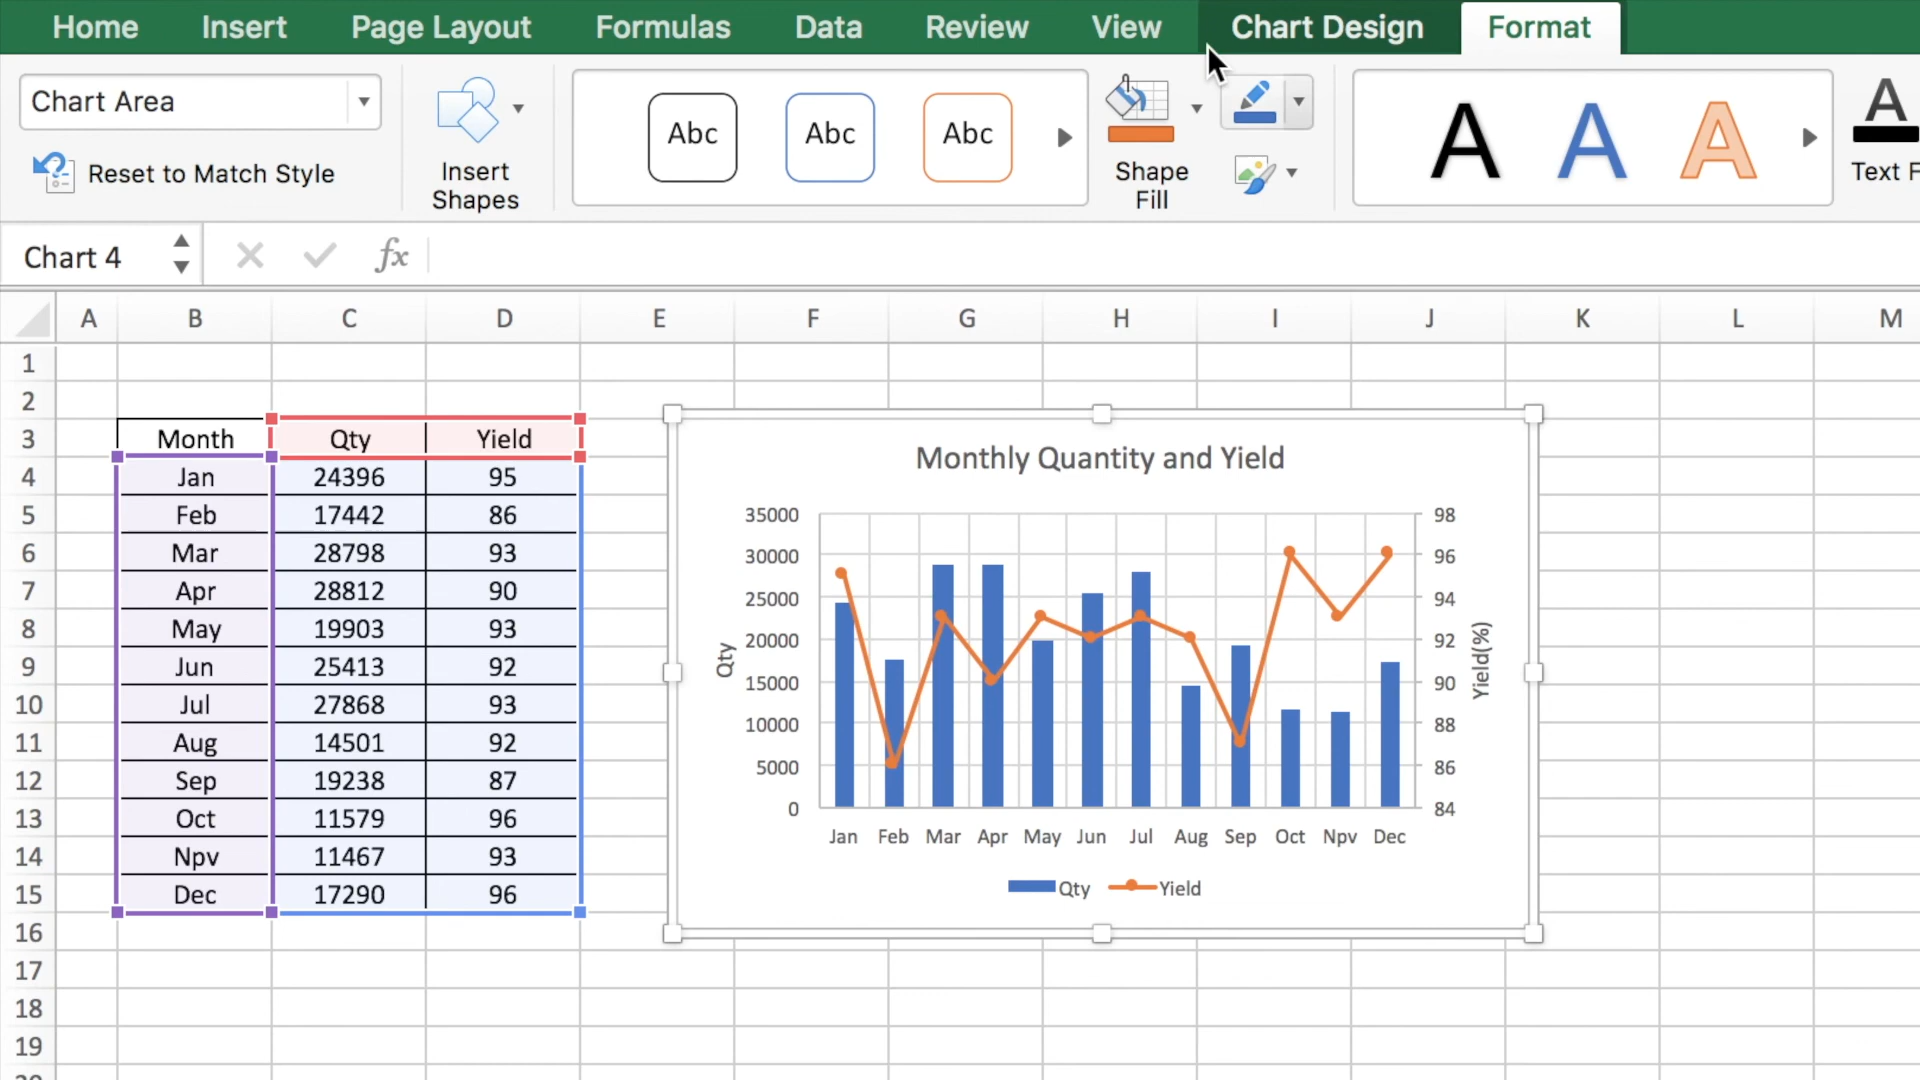 Home Insert Page Layout Formulas Data Review View Chart Design Format
Chart Area
Reset to Match Style
Insert
Shapes
Abc Abc Abc
Shape
Fill
A A A
A
Text F
Chart 4 fx
A B C D E F G H I J K L M
1
2
3 Month Qty Yield
4 Jan 24396 95
5 Feb 17442 86
6 Mar 28798 93
7 Apr 28812 90
8 May 19903 93
9 Jun 25413 92
10 Jul 27868 93
11 Aug 14501 92
12 Sep 19238 87
13 Oct 11579 96
14 Npv 11467 93
15 Dec 17290 96
16
17
18
19
Monthly Quantity and Yield
35000 98
30000 96
25000 94
20000 92
15000 90
10000 88
5000 86
0 84
Qty
Yield(%)
Jan Feb Mar Apr May Jun Jul Aug Sep Oct Npv Dec
Qty Yield